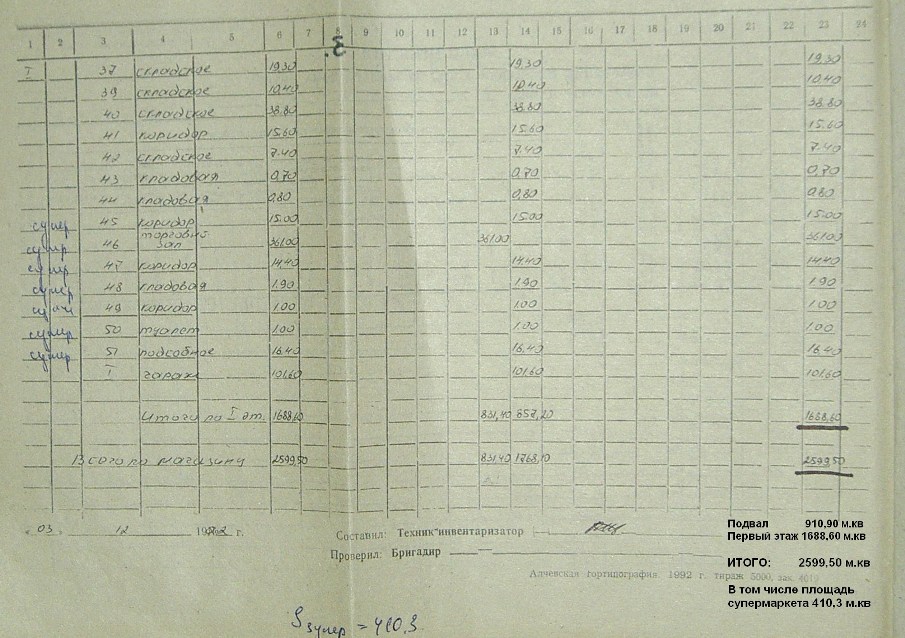 1 2 3 4 5 6 7 8 9 10 11 12 13 14 15 16 17 18 19 20 21 22 23 24
3.
I 37 складское 19.30 19.30 19.30
39 складское 10.40 10.40 10.40
40 складское 38.80 38.80 38.80
41 коридор 15.60 15.60 15.60
42 складское 7.40 7.40 7.40
43 кладовая 0,70 0,70 0,70
44 кладовая 0,80 0,80 0,80
супер 45 коридор 15.00 15.00 15.00
супер 46 торговый зал 361.00 361.00 361.00
супер 47 коридор 14.40 14.40 14.40
супер 48 кладовая 1.90 1.90 1.90
супер 49 коридор 1.00 1.00 1.00
супер 50 туалет 1.00 1.00 1.00
супер 51 подсобное 16.40 16.40 16.40
I гараж 101.60 101.60 101.60
Итого по I эт. 1688,60 831,40 857,20 1688,60
Всего по магазину 2599,50 831.40 1768,10 2599,50
"03" 12 г.
Составил: Техник-инвентаризатор
Проверил: Бригадир
Алчевская гортипография 1992 г. тираж 5000, зак. 4019
Подвал 910,90 м.кв
Первый этаж 1688,60 м.кв
ИТОГО: 2599,50 м.кв
В том числе площадь
супермаркета 410,3 м.кв
S супер = 410,3